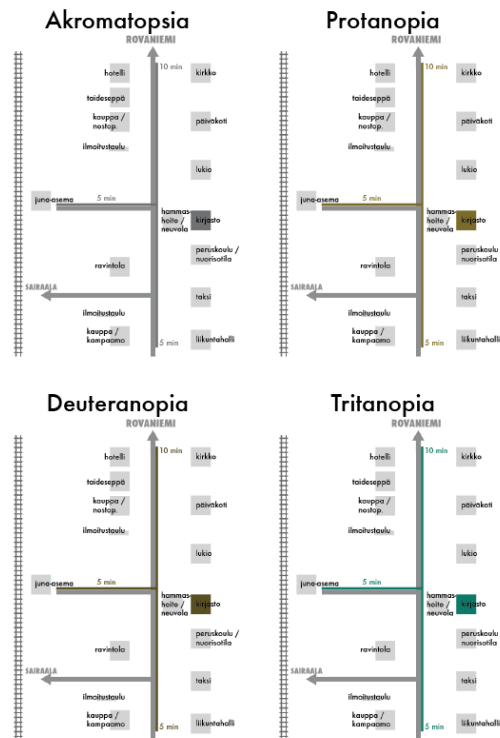 Akromatopsia
ROVANIEMI
10 min
hotelli
kirkko
taideseppä
kauppa /
nostop.
päiväkoti
ilmoitustaulu
lukio
juna-asema
5 min
hammas-
hoito /
neuvola
kirjasto
peruskoulu /
nuorisotila
ravintola
SAIRAALA
taksi
ilmoitustaulu
kauppa /
kampaamo
liikuntahalli
5 min
Protanopia
ROVANIEMI
10 min
hotelli
kirkko
taideseppä
kauppa /
nostop.
päiväkoti
ilmoitustaulu
lukio
juna-asema
5 min
hammas-
hoito /
neuvola
kirjasto
peruskoulu /
nuorisotila
ravintola
SAIRAALA
taksi
ilmoitustaulu
kauppa /
kampaamo
liikuntahalli
5 min
Deuteranopia
ROVANIEMI
10 min
hotelli
kirkko
taideseppä
kauppa /
nostop.
päiväkoti
ilmoitustaulu
lukio
juna-asema
5 min
hammas-
hoito /
neuvola
kirjasto
peruskoulu /
nuorisotila
ravintola
SAIRAALA
taksi
ilmoitustaulu
kauppa /
kampaamo
liikuntahalli
5 min
Tritanopia
ROVANIEMI
10 min
hotelli
kirkko
taideseppä
kauppa /
nostop.
päiväkoti
ilmoitustaulu
lukio
juna-asema
5 min
hammas-
hoito /
neuvola
kirjasto
peruskoulu /
nuorisotila
ravintola
SAIRAALA
taksi
ilmoitustaulu
kauppa /
kampaamo
liikuntahalli
5 min